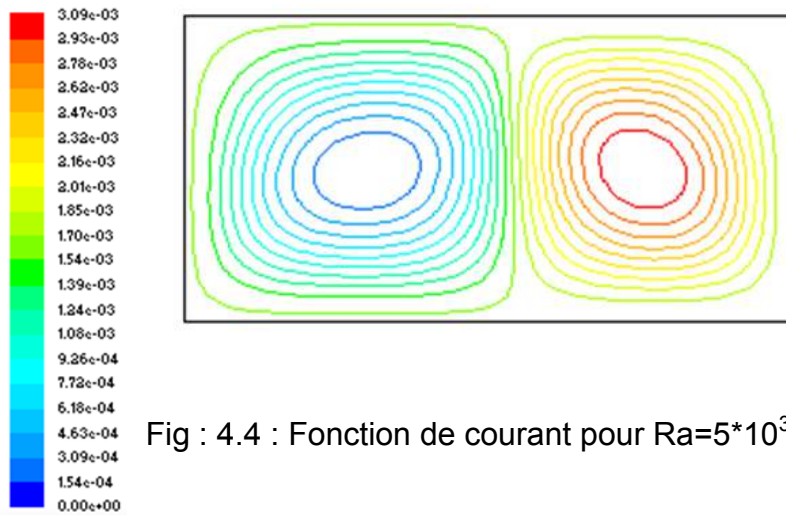 3.09e-03
2.93e-03
2.78e-03
2.62e-03
2.47e-03
2.32e-03
2.16e-03
2.01e-03
1.85e-03
1.70e-03
1.54e-03
1.39e-03
1.24e-03
1.08e-03
9.26e-04
7.72e-04
6.18e-04
4.63e-04
3.09e-04
1.54e-04
0.00e+00
Fig : 4.4 : Fonction de courant pour Ra=5*10³